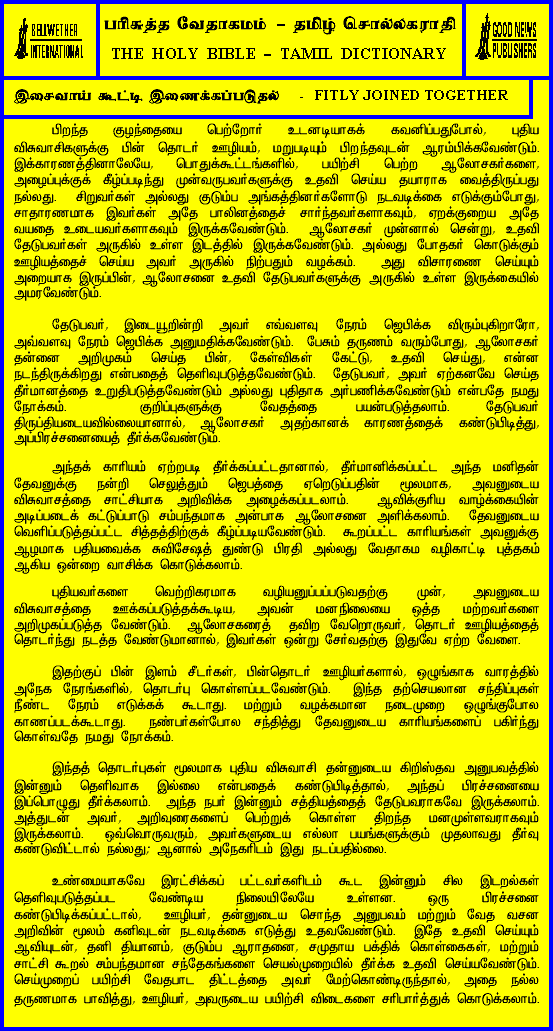 BELLWETHER
INTERNATIONAL
பரிசுத்த வேதாகமம் – தமிழ் சொல்லகராதி
THE HOLY BIBLE – TAMIL DICTIONARY
GOOD NEWS
PUBLISHERS
இசைவாய் கூட்டி இணைக்கப்படுதல் - FITLY JOINED TOGETHER
பிறந்த குழந்தையை பெற்றோர் உடனடியாகக் கவனிப்பதுபோல், புதிய
விசுவாசிகளுக்கு பின் தொடர் ஊழியம், மறுபடியும் பிறந்தவுடன் ஆரம்பிக்கவேண்டும்.
இக்காரணத்தினாலேயே, பொதுக்கூட்டங்களில், பயிற்சி பெற்ற ஆலோசகர்களை,
அழைப்புக்குக் கீழ்ப்படிந்து முன்வருபவர்களுக்கு உதவி செய்ய தயாராக வைத்திருப்பது
நல்லது. சிறுவர்கள் அல்லது குடும்ப அங்கத்தினர்களோடு நடவடிக்கை எடுக்கும்போது,
சாதாரணமாக இவர்கள் அதே பாலினத்தைச் சார்ந்தவர்களாகவும், ஏறக்குறைய அதே
வயதை உடையவர்களாகவும் இருக்கவேண்டும். ஆலோசகர் முன்னால் சென்று, உதவி
தேடுபவர்கள் அருகில் உள்ள இடத்தில் இருக்கவேண்டும். அல்லது போதகர் கொடுக்கும்
ஊழியத்தைச் செய்ய அவர் அருகில் நிற்பதும் வழக்கம். அது விசாரணை செய்யும்
அறையாக இருப்பின், ஆலோசனை உதவி தேடுபவர்களுக்கு அருகில் உள்ள இருக்கையில்
அமரவேண்டும்.
தேடுபவர், இடையூறின்றி அவர் எவ்வளவு நேரம் ஜெபிக்க விரும்புகிறாரோ,
அவ்வளவு நேரம் ஜெபிக்க அனுமதிக்கவேண்டும். பேசும் தருணம் வரும்போது, ஆலோசகர்
தன்னை அறிமுகம் செய்த பின், கேள்விகள் கேட்டு, உதவி செய்து, என்ன
நடந்திருக்கிறது என்பதைத் தெளிவுபடுத்தவேண்டும். தேடுபவர், அவர் ஏற்கனவே செய்த
தீர்மானத்தை உறுதிபடுத்தவேண்டும் அல்லது புதிதாக அர்பணிக்கவேண்டும் என்பதே நமது
நோக்கம். குறிப்புகளுக்கு வேதத்தை பயன்படுத்தலாம். தேடுபவர்
திருப்தியடையவில்லையானால், ஆலோசகர் அதற்கானக் காரணத்தைக் கண்டுபிடித்து,
அப்பிரச்சனையைத் தீர்க்கவேண்டும்.
அந்தக் காரியம் ஏற்றபடி தீர்க்கப்பட்டதானால், தீர்மானிக்கப்பட்ட அந்த மனிதன்
தேவனுக்கு நன்றி செலுத்தும் ஜெபத்தை ஏறெடுப்பதின் மூலமாக, அவனுடைய
விசுவாசத்தை சாட்சியாக அறிவிக்க அழைக்கப்படலாம். ஆவிக்குரிய வாழ்க்கையின்
அடிப்படைக் கட்டுப்பாடு சம்பந்தமாக அன்பாக ஆலோசனை அளிக்கலாம். தேவனுடைய
வெளிப்படுத்தப்பட்ட சித்தத்திற்குக் கீழ்ப்படியவேண்டும். கூறப்பட்ட காரியங்கள் அவனுக்கு
ஆழமாக பதியவைக்க சுவிசேஷத் துண்டு பிரதி அல்லது வேதாகம வழிகாட்டி புத்தகம்
ஆகிய ஒன்றை வாசிக்க கொடுக்கலாம்.
புதியவர்களை வெற்றிகரமாக வழியனுப்பப்படுவதற்கு முன், அவனுடைய
விசுவாசத்தை ஊக்கப்படுத்தக்கூடிய, அவன் மனநிலையை ஒத்த மற்றவர்களை
அறிமுகப்படுத்த வேண்டும். ஆலோசகரைத் தவிற வேறொருவர், தொடர் ஊழியத்தைத்
தொடர்ந்து நடத்த வேண்டுமானால், இவர்கள் ஒன்று சேர்வதற்கு இதுவே ஏற்ற வேளை.
இதற்குப் பின் இளம் சீடர்கள், பின்தொடர் ஊழியர்களால், ஒழுங்காக வாரத்தில்
அநேக நேரங்களில், தொடர்பு கொள்ளப்படவேண்டும். இந்த தற்செயலான சந்திப்புகள்
நீண்ட நேரம் எடுக்கக் கூடாது. மற்றும் வழக்கமான நடைமுறை ஒழுங்குபோல
காணப்படக்கூடாது. நண்பர்கள்போல சந்தித்து தேவனுடைய காரியங்களைப் பகிர்ந்து
கொள்வதே நமது நோக்கம்.
இந்தத் தொடர்புகள் மூலமாக புதிய விசுவாசி தன்னுடைய கிறிஸ்தவ அனுபவத்தில்
இன்னும் தெளிவாக இல்லை என்பதைக் கண்டுபிடித்தால், அந்தப் பிரச்சனையை
இப்பொழுது தீர்க்கலாம். அந்த நபர் இன்னும் சத்தியத்தைத் தேடுபவராகவே இருக்கலாம்.
அத்துடன் அவர், அறிவுரைகளைப் பெற்றுக் கொள்ள திறந்த மனமுள்ளவராகவும்
இருக்கலாம். ஒவ்வொருவரும், அவர்களுடைய எல்லா பயங்களுக்கும் முதலாவது தீர்வு
கண்டுவிட்டால் நல்லது; ஆனால் அநேகரிடம் இது நடப்பதில்லை.
உண்மையாகவே இரட்சிக்கப் பட்டவர்களிடம் கூட இன்னும் சில இடறல்கள்
தெளிவுபடுத்தப்பட வேண்டிய நிலையிலேயே உள்ளன. ஒரு பிரச்சனை
கண்டுபிடிக்கப்பட்டால், ஊழியர், தன்னுடைய சொந்த அனுபவம் மற்றும் வேத வசன
அறிவின் மூலம் கனிவுடன் நடவடிக்கை எடுத்து உதவவேண்டும். இதே உதவி செய்யும்
ஆவியுடன், தனி தியானம், குடும்ப ஆராதனை, சமுதாய பக்திக் கொள்கைகள், மற்றும்
சாட்சி கூறல் சம்பந்தமான சந்தேகங்களை செயல்முறையில் தீர்க்க உதவி செய்யவேண்டும்.
செய்முறைப் பயிற்சி வேதபாட திட்டத்தை அவர் மேற்கொண்டிருந்தால், அதை நல்ல
தருணமாக பாவித்து, ஊழியர், அவருடைய பயிற்சி விடைகளை சரிபார்த்துக் கொடுக்கலாம்.